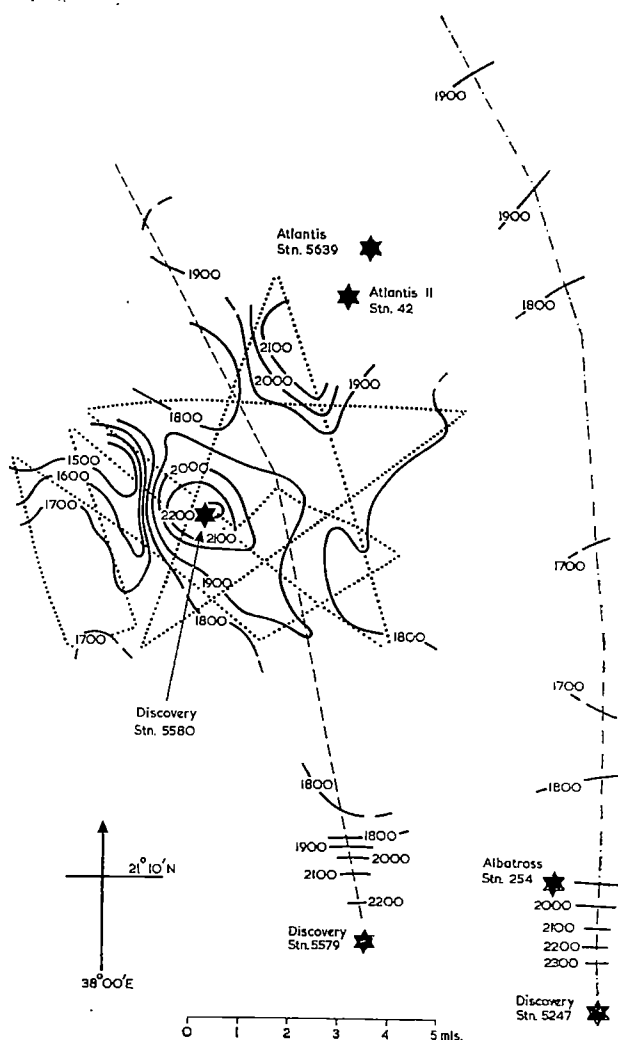 1900
1900
Atlantis
Stn. 5639
1900
Atlantis II
Stn. 42
1800
2100
2000
1900
1800
1500
2000
1600
1700
2200
2100
1700
1900
1800
1700
1800
1700
Discovery
Stn. 5580
1800
1800
1800
1900
2000
21°10'N
2100
Albatross
Stn. 254
2200
2000
2100
Discovery
Stn. 5579
2200
2300
38°00'E
Discovery
Stn. 5247
0 1 2 3 4 5 mls.